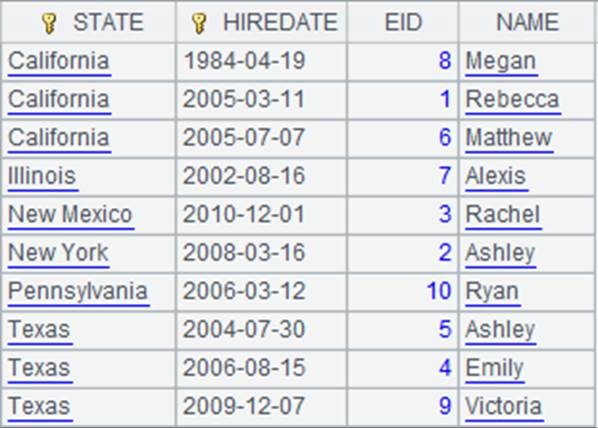 STATE HIREDATE EID NAME
California 1984-04-19 8 Megan
California 2005-03-11 1 Rebecca
California 2005-07-07 6 Matthew
Illinois 2002-08-16 7 Alexis
New Mexico 2010-12-01 3 Rachel
New York 2008-03-16 2 Ashley
Pennsylvania 2006-03-12 10 Ryan
Texas 2004-07-30 5 Ashley
Texas 2006-08-15 4 Emily
Texas 2009-12-07 9 Victoria